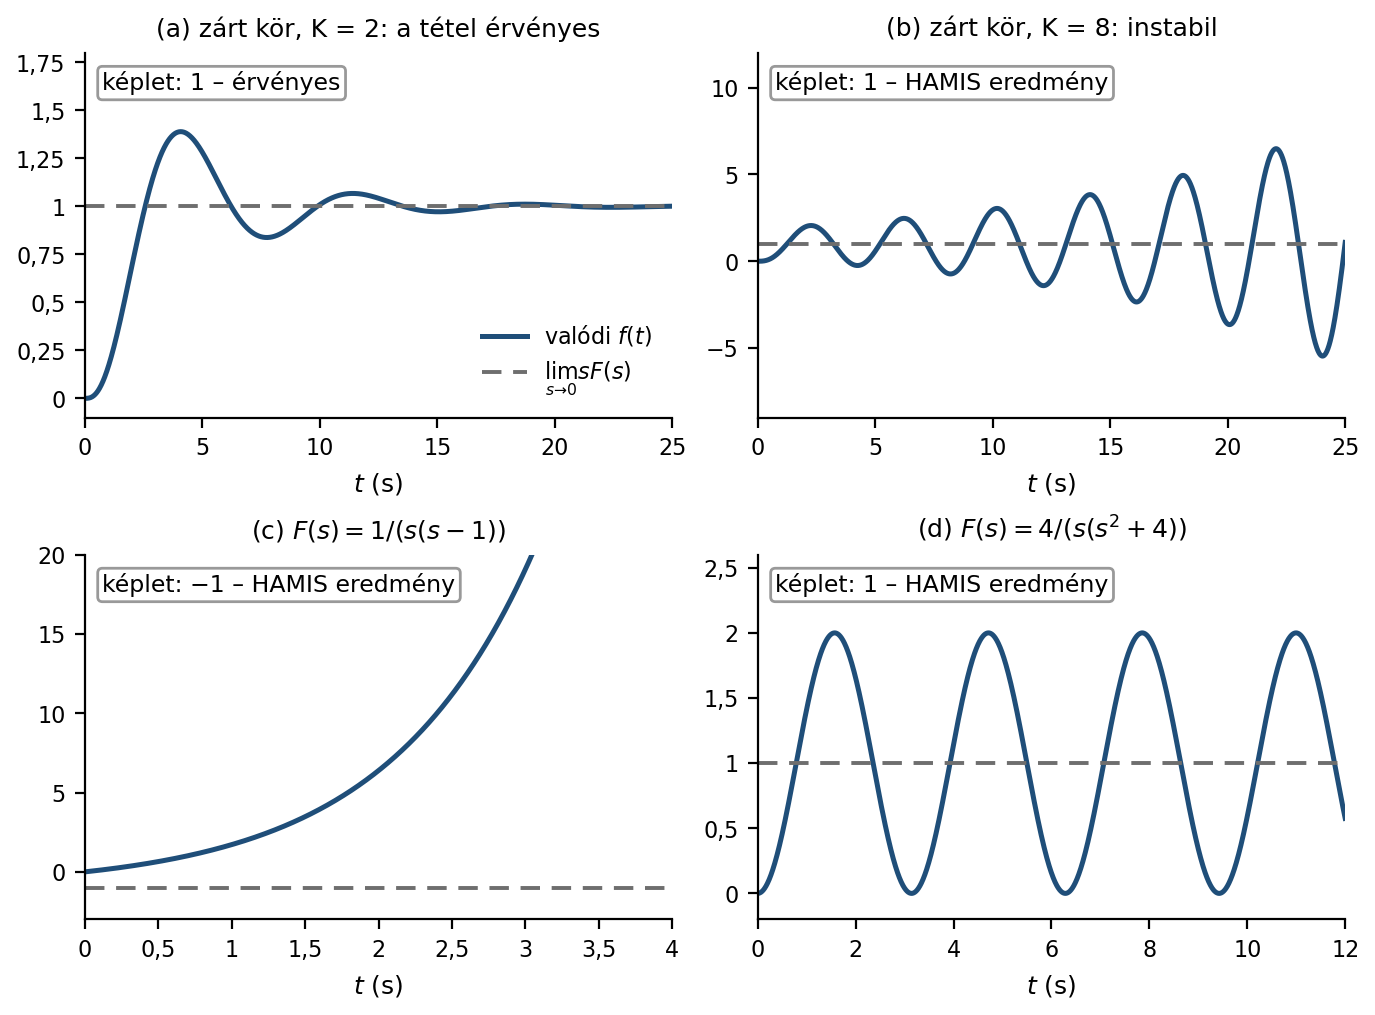 (a) zárt kör, K = 2: a tétel érvényes
képlet: 1 – érvényes
1,75
1,5
1,25
1
0,75
0,5
0,25
0
valódi f(t)
lim sF(s)
s→0
0 5 10 15 20 25
t (s)
(b) zárt kör, K = 8: instabil
képlet: 1 – HAMIS eredmény
10
5
0
−5
0 5 10 15 20 25
t (s)
(c) F(s) = 1/(s(s − 1))
képlet: −1 – HAMIS eredmény
20
15
10
5
0
0 0,5 1 1,5 2 2,5 3 3,5 4
t (s)
(d) F(s) = 4/(s(s² + 4))
képlet: 1 – HAMIS eredmény
2,5
2
1,5
1
0,5
0
0 2 4 6 8 10 12
t (s)